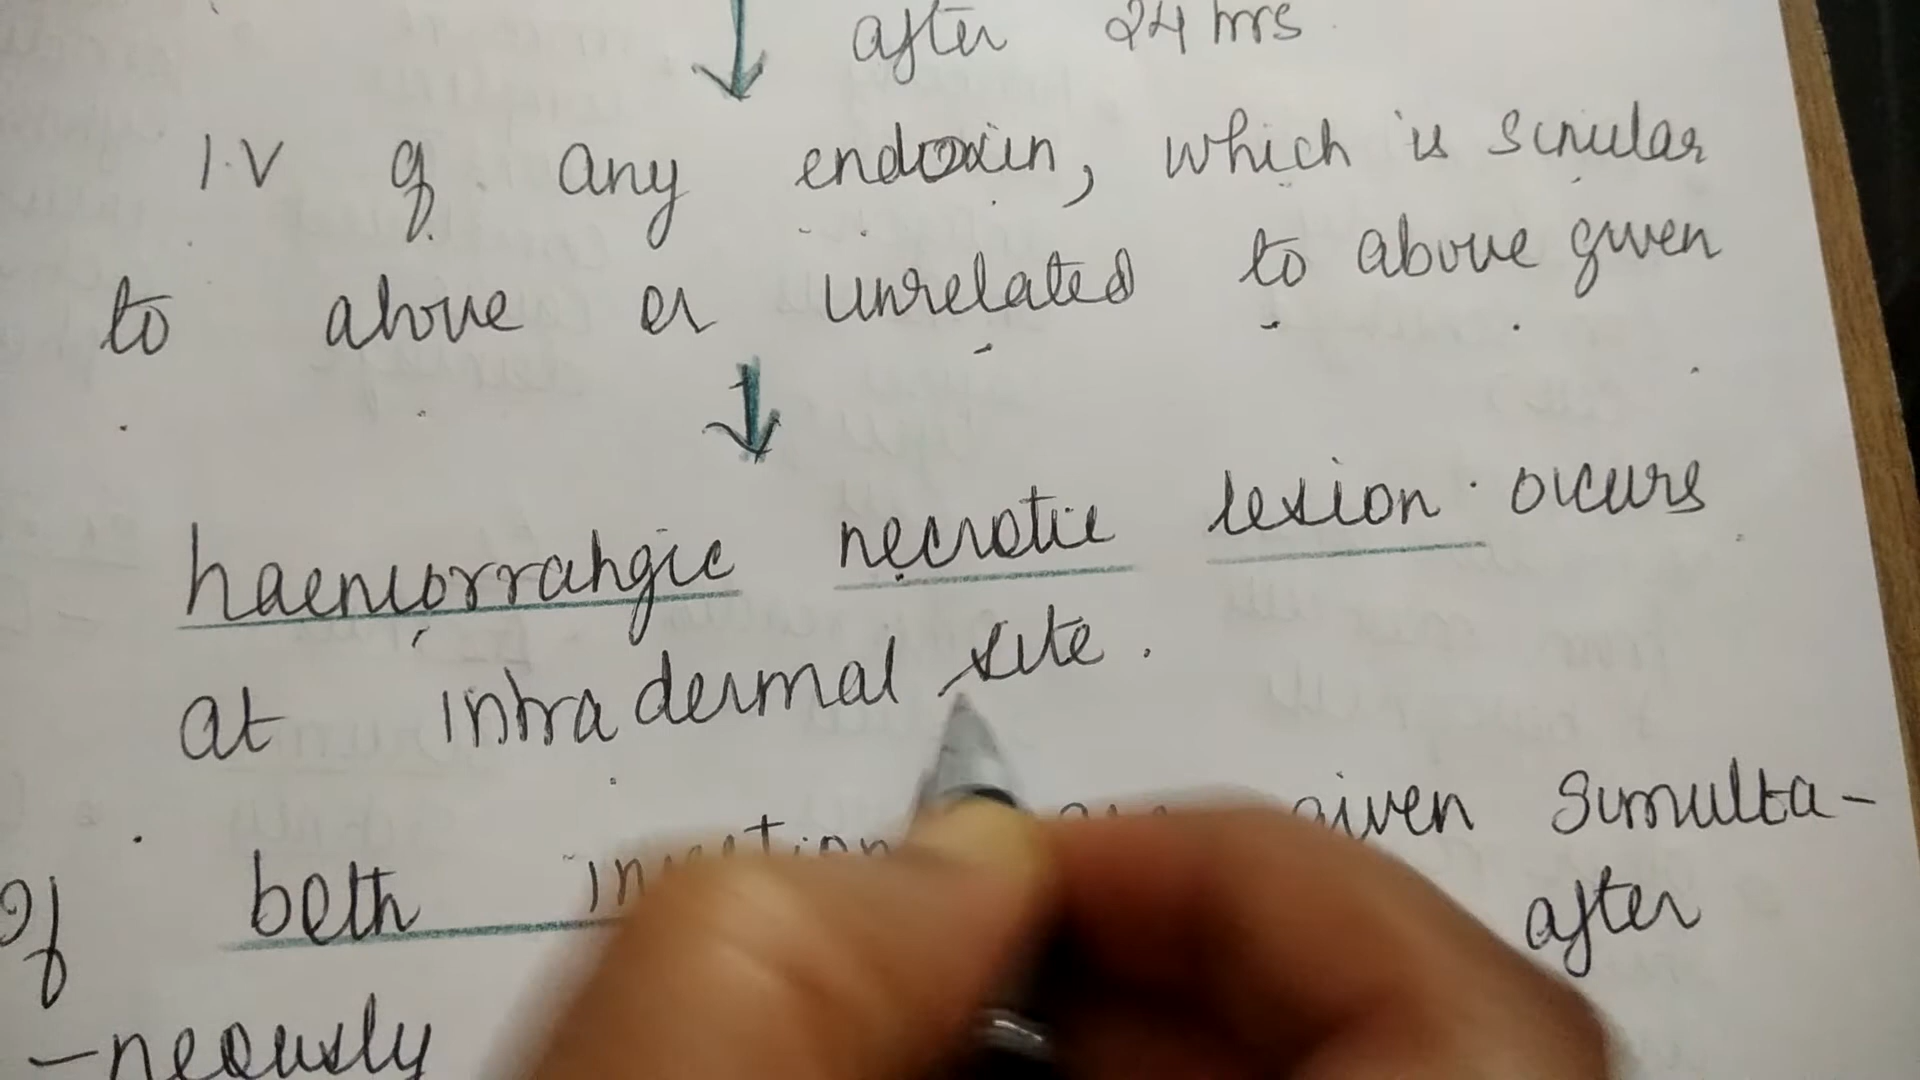 after 24 hrs
I.V of any endoxin, which is similar
to above or unrelated to above given
haemorrahgic necrotic lesion occurs
at intradermal site.
If both given simulta-
-neously after